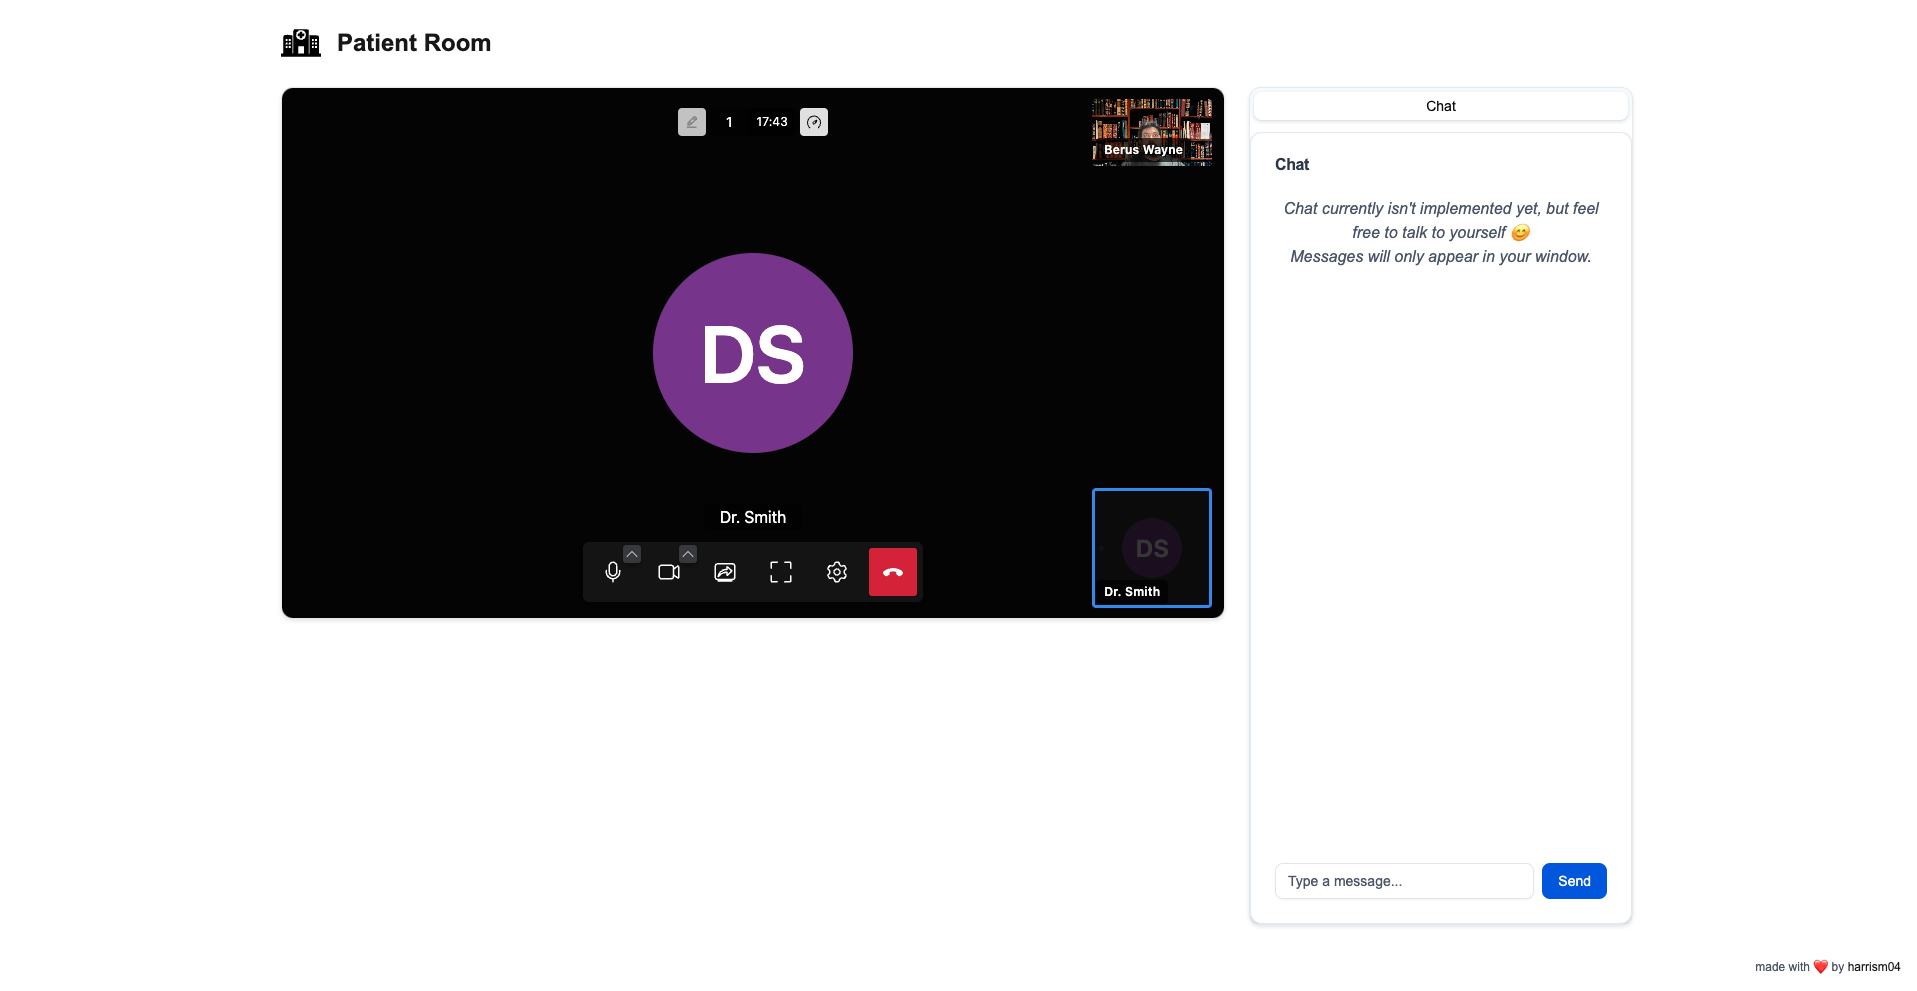 Patient Room
1
17:43
Berus Wayne
DS
Dr. Smith
DS
Dr. Smith
Chat
Chat
Chat currently isn't implemented yet, but feel
free to talk to yourself 😊
Messages will only appear in your window.
Type a message...
Send
made with ❤️ by harrism04